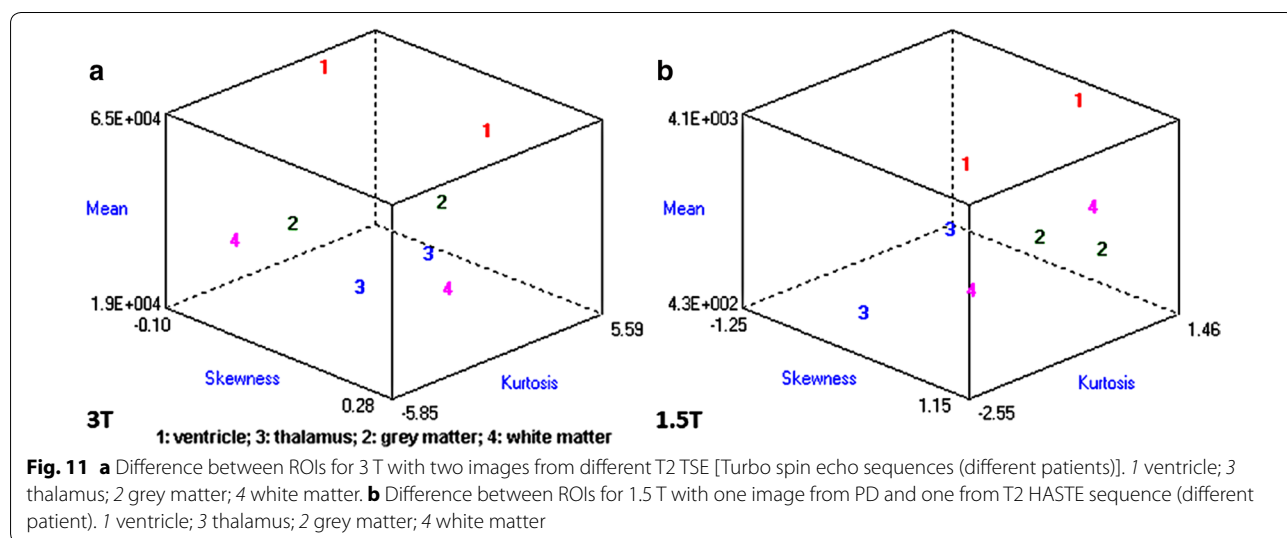 a
1
1
6.5E+004
Mean
2
2
4
3
3
4
1.9E+004
-0.10
5.59
Skewness
Kurtosis
0.28
-5.85
3T
1: ventricle; 3: thalamus; 2: grey matter; 4: white matter
b
1
4.1E+003
1
Mean
4
3
2
2
4
4.3E+002
3
-1.25
1.46
Skewness
Kurtosis
1.15
-2.55
1.5T
Fig. 11 a Difference between ROIs for 3 T with two images from different T2 TSE [Turbo spin echo sequences (different patients)]. 1 ventricle; 3
thalamus; 2 grey matter; 4 white matter. b Difference between ROIs for 1.5 T with one image from PD and one from T2 HASTE sequence (different
patient). 1 ventricle; 3 thalamus; 2 grey matter; 4 white matter